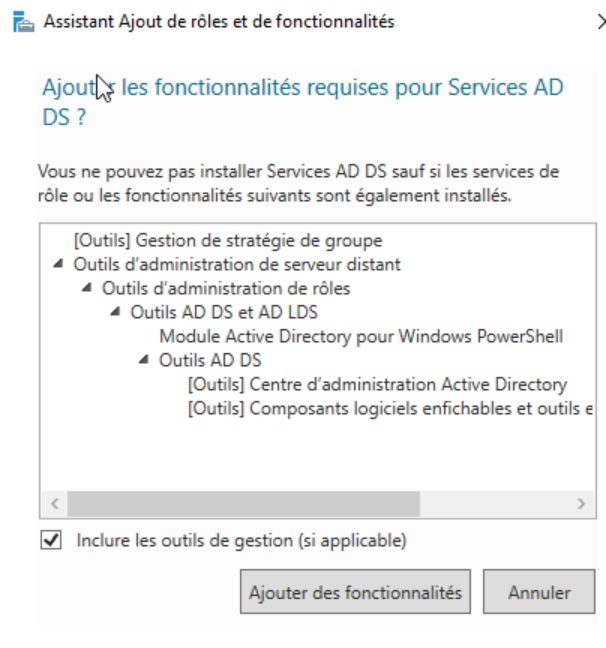 Assistant Ajout de rôles et de fonctionnalités
Ajouter les fonctionnalités requises pour Services AD
DS ?
Vous ne pouvez pas installer Services AD DS sauf si les services de
rôle ou les fonctionnalités suivants sont également installés.
[Outils] Gestion de stratégie de groupe
Outils d'administration de serveur distant
Outils d'administration de rôles
Outils AD DS et AD LDS
Module Active Directory pour Windows PowerShell
Outils AD DS
[Outils] Centre d'administration Active Directory
[Outils] Composants logiciels enfichables et outils e
Inclure les outils de gestion (si applicable)
Ajouter des fonctionnalités
Annuler